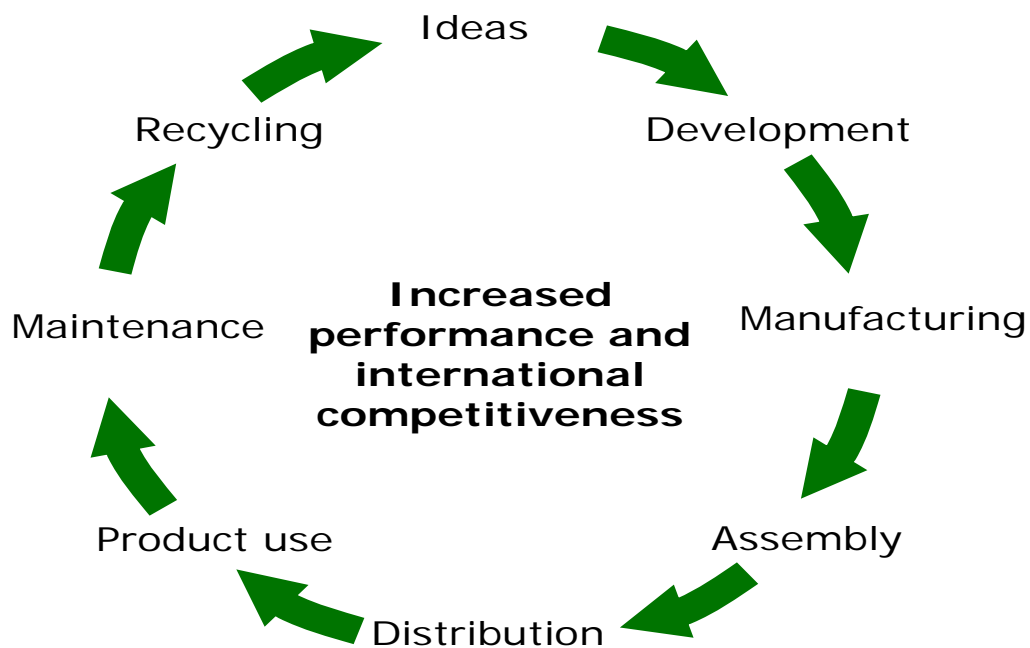 Ideas
Recycling
Development
Increased
performance and
international
competitiveness
Maintenance
Manufacturing
Product use
Assembly
Distribution